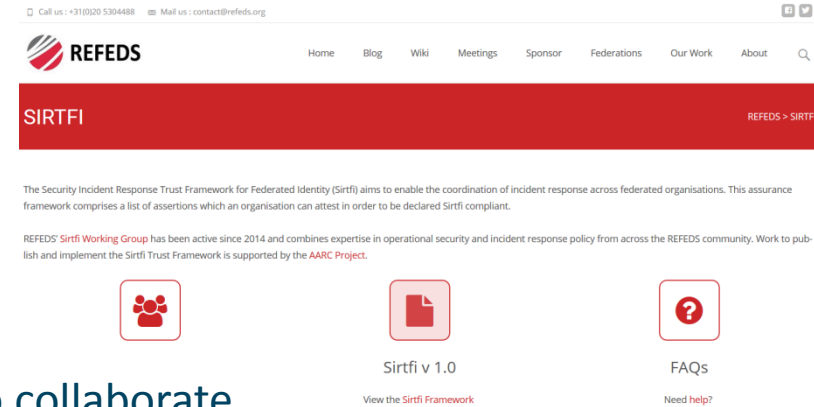 Call us : +31(0)20 5304488 Mail us : contact@refeds.org
REFEDS
Home Blog Wiki Meetings Sponsor Federations Our Work About
SIRTFI
REFEDS > SIRTF
The Security Incident Response Trust Framework for Federated Identity (Sirtfi) aims to enable the coordination of incident response across federated organisations. This assurance
framework comprises a list of assertions which an organisation can attest in order to be declared Sirtfi compliant.
REFEDS' Sirtfi Working Group has been active since 2014 and combines expertise in operational security and incident response policy from across the REFEDS community. Work to pub-
lish and implement the Sirtfi Trust Framework is supported by the AARC Project.
Sirtfi v 1.0 FAQs
collaborate
View the Sirtfi Framework Need help?